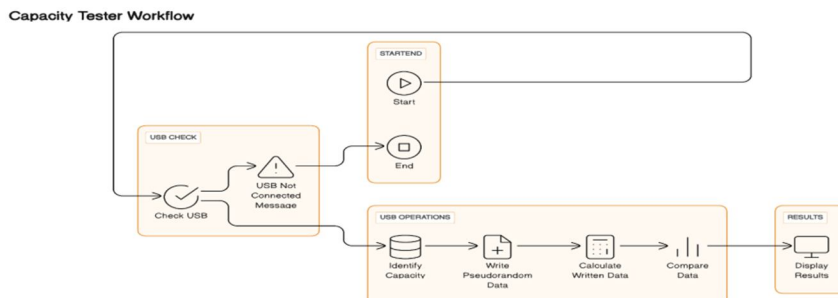 Capacity Tester Workflow
STARTEND
Start
End
USB CHECK
USB Not
Connected
Message
Check USB
USB OPERATIONS
Identify
Capacity
Write
Pseudorandom
Data
Calculate
Written Data
Compare
Data
RESULTS
Display
Results